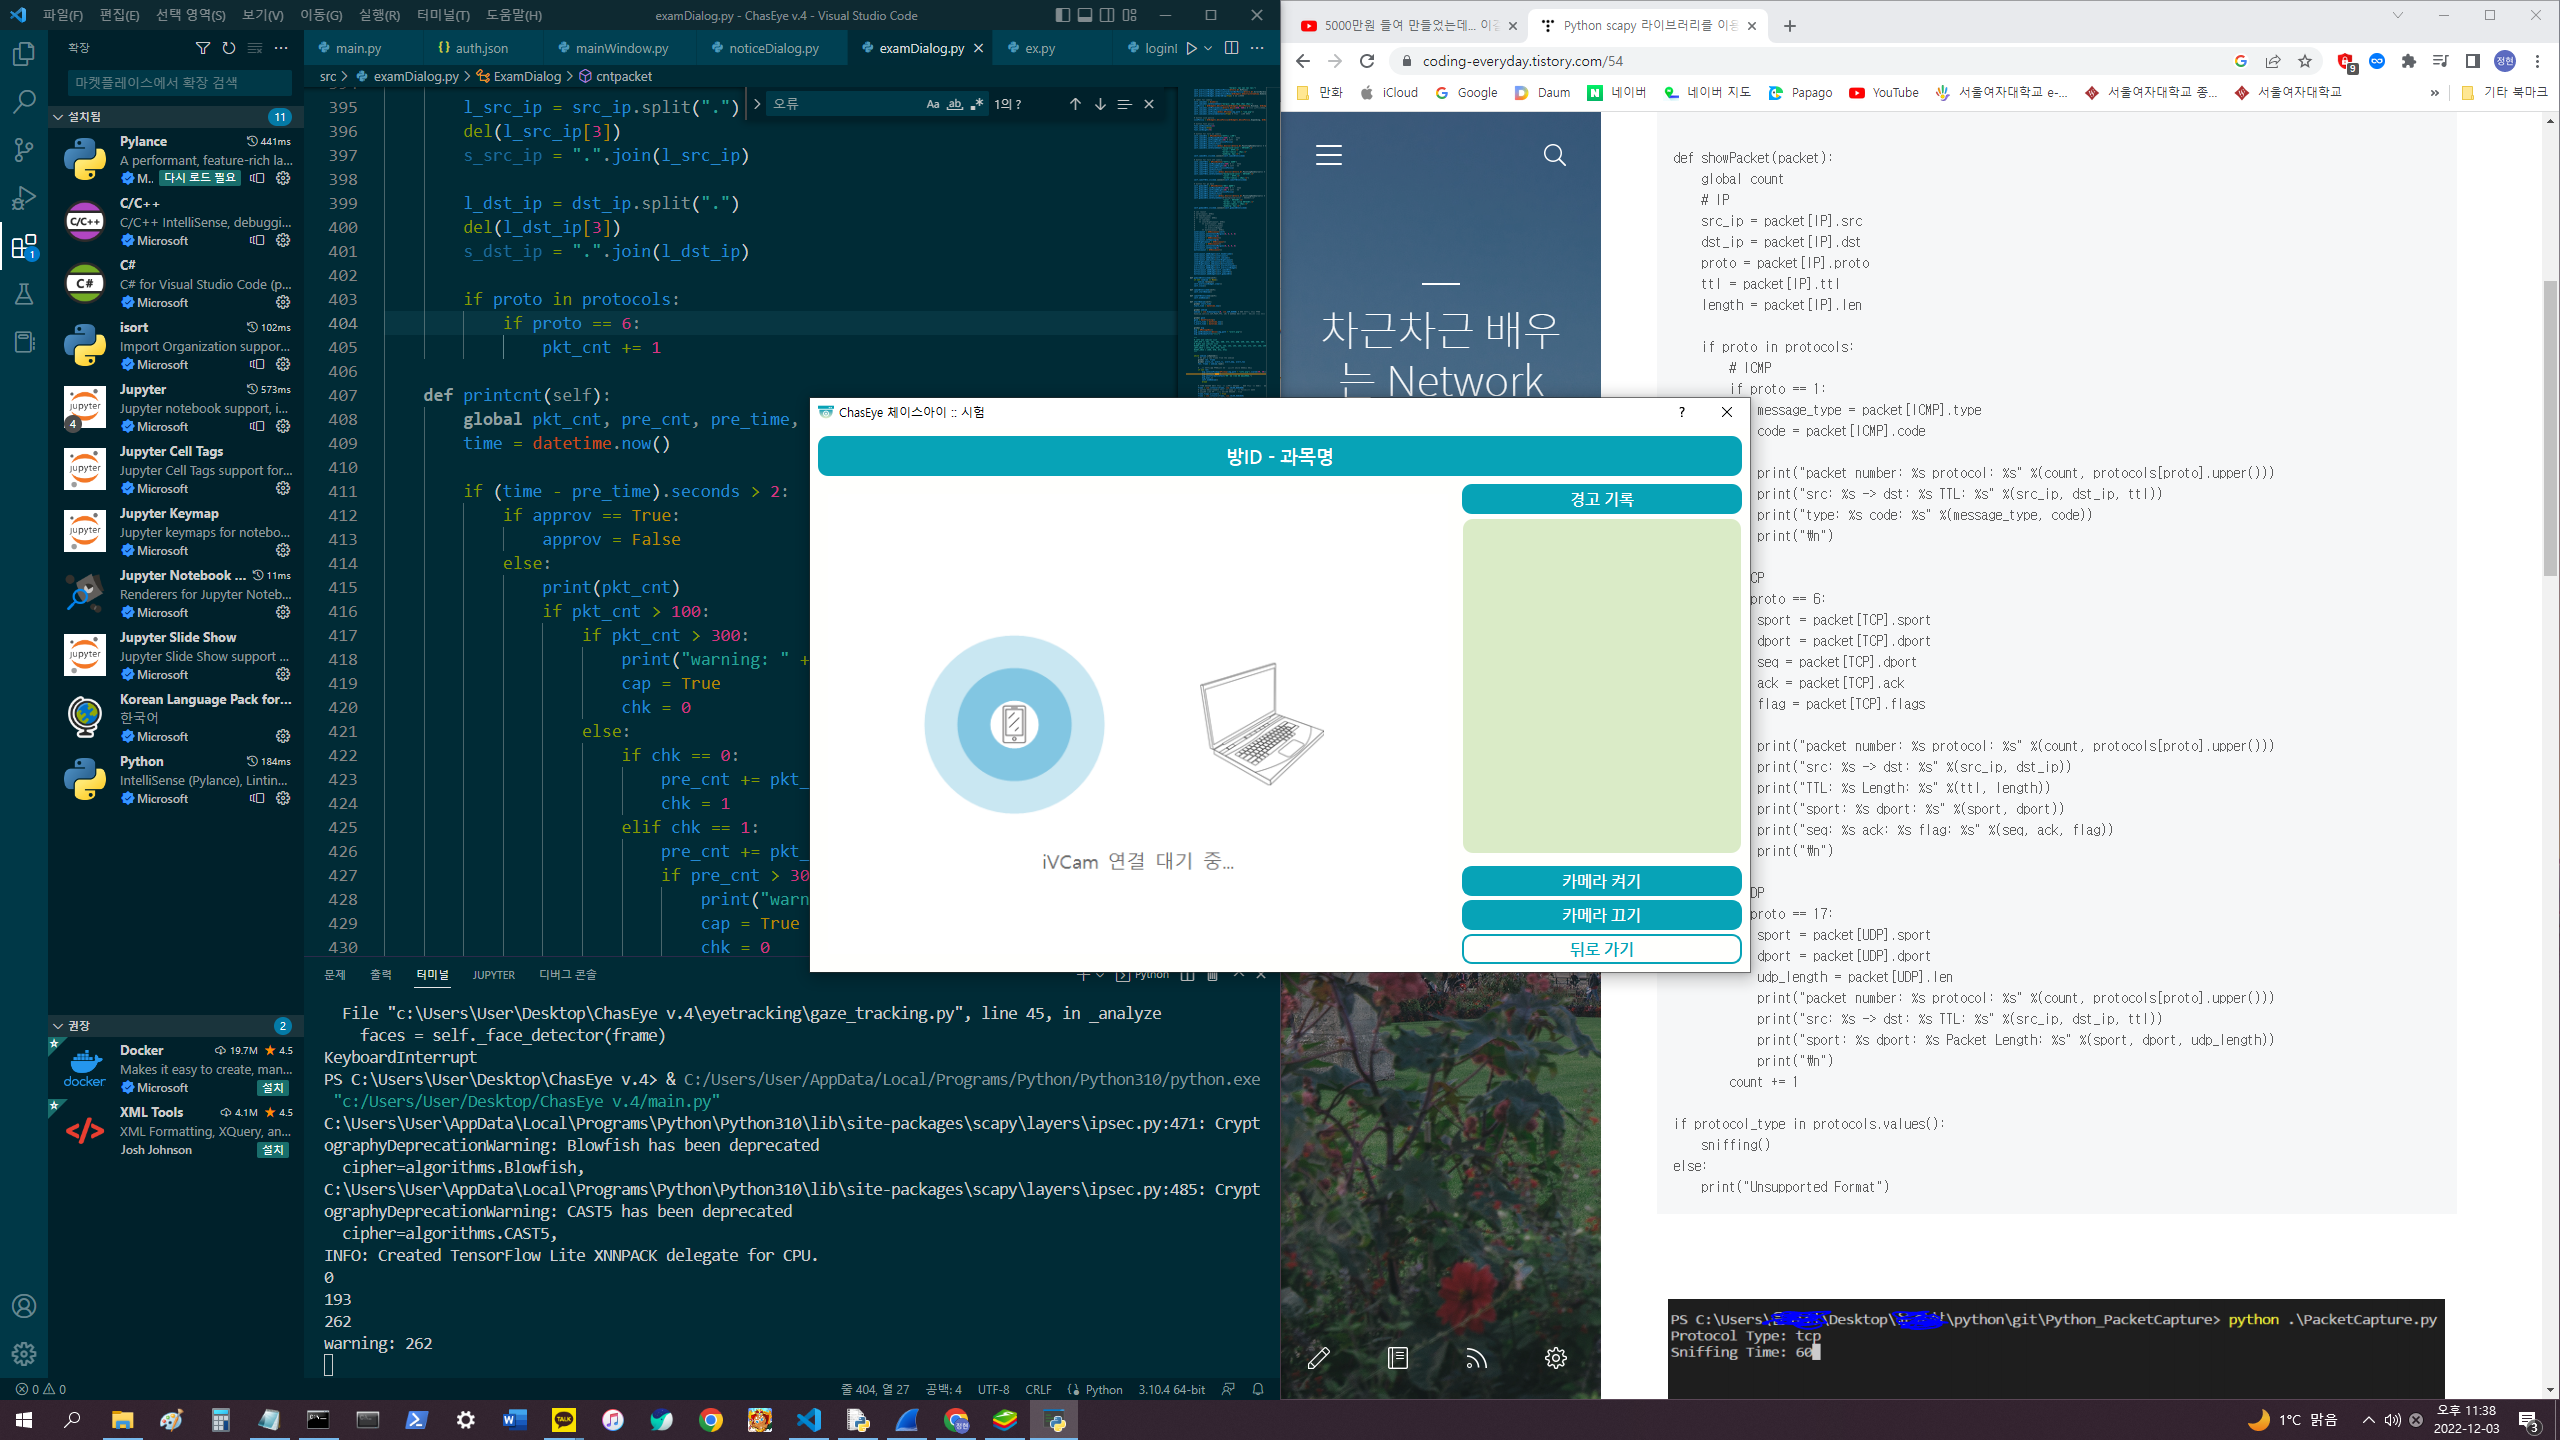 파일(F) 편집(E) 선택 영역(S) 보기(V) 이동(G) 실행(R) 터미널(T) 도움말(H)
examDialog.py - ChasEye v.4 - Visual Studio Code
확장
마켓플레이스에서 확장 검색
설치됨 11
Pylance 441ms
A performant, feature-rich la...
M.. 다시 로드 필요
C/C++
C/C++ IntelliSense, debuggi...
Microsoft
C#
C# for Visual Studio Code (p...
Microsoft
isort 102ms
Import Organization suppor...
Microsoft
Jupyter 573ms
Jupyter notebook support, i...
Microsoft
Jupyter Cell Tags
Jupyter Cell Tags support for...
Microsoft
Jupyter Keymap
Jupyter keymaps for notebo...
Microsoft
Jupyter Notebook ... 11ms
Renderers for Jupyter Noteb...
Microsoft
Jupyter Slide Show
Jupyter Slide Show support ...
Microsoft
Korean Language Pack for...
한국어
Microsoft
Python 184ms
IntelliSense (Pylance), Lintin...
Microsoft
권장 2
Docker 19.7M 4.5
Makes it easy to create, man...
Microsoft 설치
XML Tools 4.1M 4.5
XML Formatting, XQuery, an...
Josh Johnson 설치
main.py auth.json mainWindow.py noticeDialog.py examDialog.py ex.py loginI
src > examDialog.py > ExamDialog > cntpacket
오류 1의 ?
395 l_src_ip = src_ip.split(".")
396 del(l_src_ip[3])
397 s_src_ip = ".".join(l_src_ip)
398
399 l_dst_ip = dst_ip.split(".")
400 del(l_dst_ip[3])
401 s_dst_ip = ".".join(l_dst_ip)
402
403 if proto in protocols:
404 if proto == 6:
405 pkt_cnt += 1
406
407 def printcnt(self):
408 global pkt_cnt, pre_cnt, pre_time,
409 time = datetime.now()
410
411 if (time - pre_time).seconds > 2:
412 if approv == True:
413 approv = False
414 else:
415 print(pkt_cnt)
416 if pkt_cnt > 100:
417 if pkt_cnt > 300:
418 print("warning: " +
419 cap = True
420 chk = 0
421 else:
422 if chk == 0:
423 pre_cnt += pkt_
424 chk = 1
425 elif chk == 1:
426 pre_cnt += pkt_
427 if pre_cnt > 30
428 print("warn
429 cap = True
430 chk = 0
문제 출력 터미널 JUPYTER 디버그 콘솔
Python
File "c:\Users\User\Desktop\ChasEye v.4\eyetracking\gaze_tracking.py", line 45, in _analyze
faces = self._face_detector(frame)
KeyboardInterrupt
PS C:\Users\User\Desktop\ChasEye v.4> & C:/Users/User/AppData/Local/Programs/Python/Python310/python.exe
"c:/Users/User/Desktop/ChasEye v.4/main.py"
C:\Users\User\AppData\Local\Programs\Python\Python310\lib\site-packages\scapy\layers\ipsec.py:471: Crypt
ographyDeprecationWarning: Blowfish has been deprecated
cipher=algorithms.Blowfish,
C:\Users\User\AppData\Local\Programs\Python\Python310\lib\site-packages\scapy\layers\ipsec.py:485: Crypt
ographyDeprecationWarning: CAST5 has been deprecated
cipher=algorithms.CAST5,
INFO: Created TensorFlow Lite XNNPACK delegate for CPU.
0
193
262
warning: 262
0 0 줄 404, 열 27 공백: 4 UTF-8 CRLF Python 3.10.4 64-bit
ChasEye 체이스아이 :: 시험
방ID - 과목명
경고 기록
iVCam 연결 대기 중...
카메라 켜기
카메라 끄기
뒤로 가기
5000만원 들여 만들었는데... 이걸 Python scapy 라이브러리를 이용
coding-everyday.tistory.com/54
만화 iCloud Google Daum 네이버 네이버 지도 Papago YouTube 서울여자대학교 e-... 서울여자대학교 종... 서울여자대학교 » 기타 북마크
차근차근 배우
는 Network
def showPacket(packet):
global count
# IP
src_ip = packet[IP].src
dst_ip = packet[IP].dst
proto = packet[IP].proto
ttl = packet[IP].ttl
length = packet[IP].len
if proto in protocols:
# ICMP
if proto == 1:
message_type = packet[ICMP].type
code = packet[ICMP].code
print("packet number: %s protocol: %s" %(count, protocols[proto].upper()))
print("src: %s -> dst: %s TTL: %s" %(src_ip, dst_ip, ttl))
print("type: %s code: %s" %(message_type, code))
print("\n")
CP
proto == 6:
sport = packet[TCP].sport
dport = packet[TCP].dport
seq = packet[TCP].dport
ack = packet[TCP].ack
flag = packet[TCP].flags
print("packet number: %s protocol: %s" %(count, protocols[proto].upper()))
print("src: %s -> dst: %s" %(src_ip, dst_ip))
print("TTL: %s Length: %s" %(ttl, length))
print("sport: %s dport: %s" %(sport, dport))
print("seq: %s ack: %s flag: %s" %(seq, ack, flag))
print("\n")
DP
proto == 17:
sport = packet[UDP].sport
dport = packet[UDP].dport
udp_length = packet[UDP].len
print("packet number: %s protocol: %s" %(count, protocols[proto].upper()))
print("src: %s -> dst: %s TTL: %s" %(src_ip, dst_ip, ttl))
print("sport: %s dport: %s Packet Length: %s" %(sport, dport, udp_length))
print("\n")
count += 1
if protocol_type in protocols.values():
sniffing()
else:
print("Unsupported Format")
PS C:\Users\ \Desktop\ \python\git\Python_PacketCapture> python .\PacketCapture.py
Protocol Type: tcp
Sniffing Time: 60
1°C 맑음 오후 11:38
2022-12-03 3